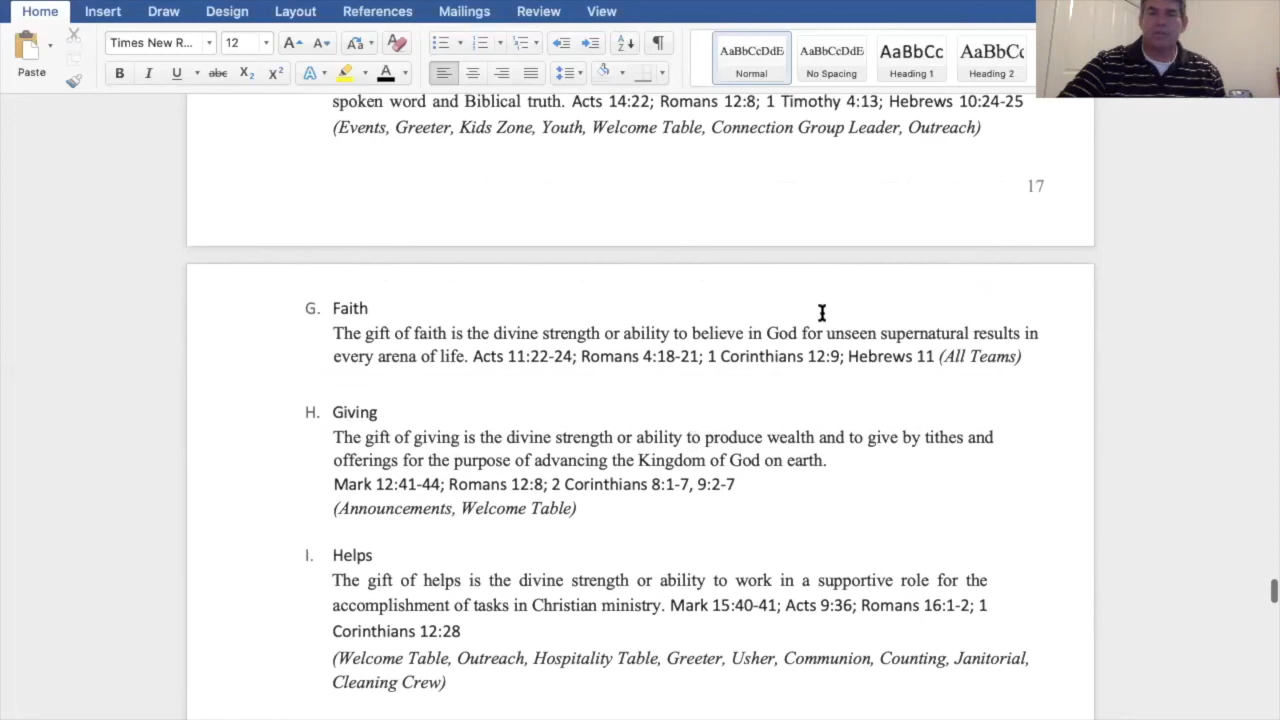 Home Insert Draw Design Layout References Mailings Review View
Times New R... 12 AaBbCcDdE AaBbCcDdE AaBbCc AaBbC
Paste B I U abc X₂ X² A A Normal No Spacing Heading 1 Heading 2
spoken word and Biblical truth. Acts 14:22; Romans 12:8; 1 Timothy 4:13; Hebrews 10:24-25
(Events, Greeter, Kids Zone, Youth, Welcome Table, Connection Group Leader, Outreach)
17
G. Faith
The gift of faith is the divine strength or ability to believe in God for unseen supernatural results in
every arena of life. Acts 11:22-24; Romans 4:18-21; 1 Corinthians 12:9; Hebrews 11 (All Teams)
H. Giving
The gift of giving is the divine strength or ability to produce wealth and to give by tithes and
offerings for the purpose of advancing the Kingdom of God on earth.
Mark 12:41-44; Romans 12:8; 2 Corinthians 8:1-7, 9:2-7
(Announcements, Welcome Table)
I. Helps
The gift of helps is the divine strength or ability to work in a supportive role for the
accomplishment of tasks in Christian ministry. Mark 15:40-41; Acts 9:36; Romans 16:1-2; 1
Corinthians 12:28
(Welcome Table, Outreach, Hospitality Table, Greeter, Usher, Communion, Counting, Janitorial,
Cleaning Crew)